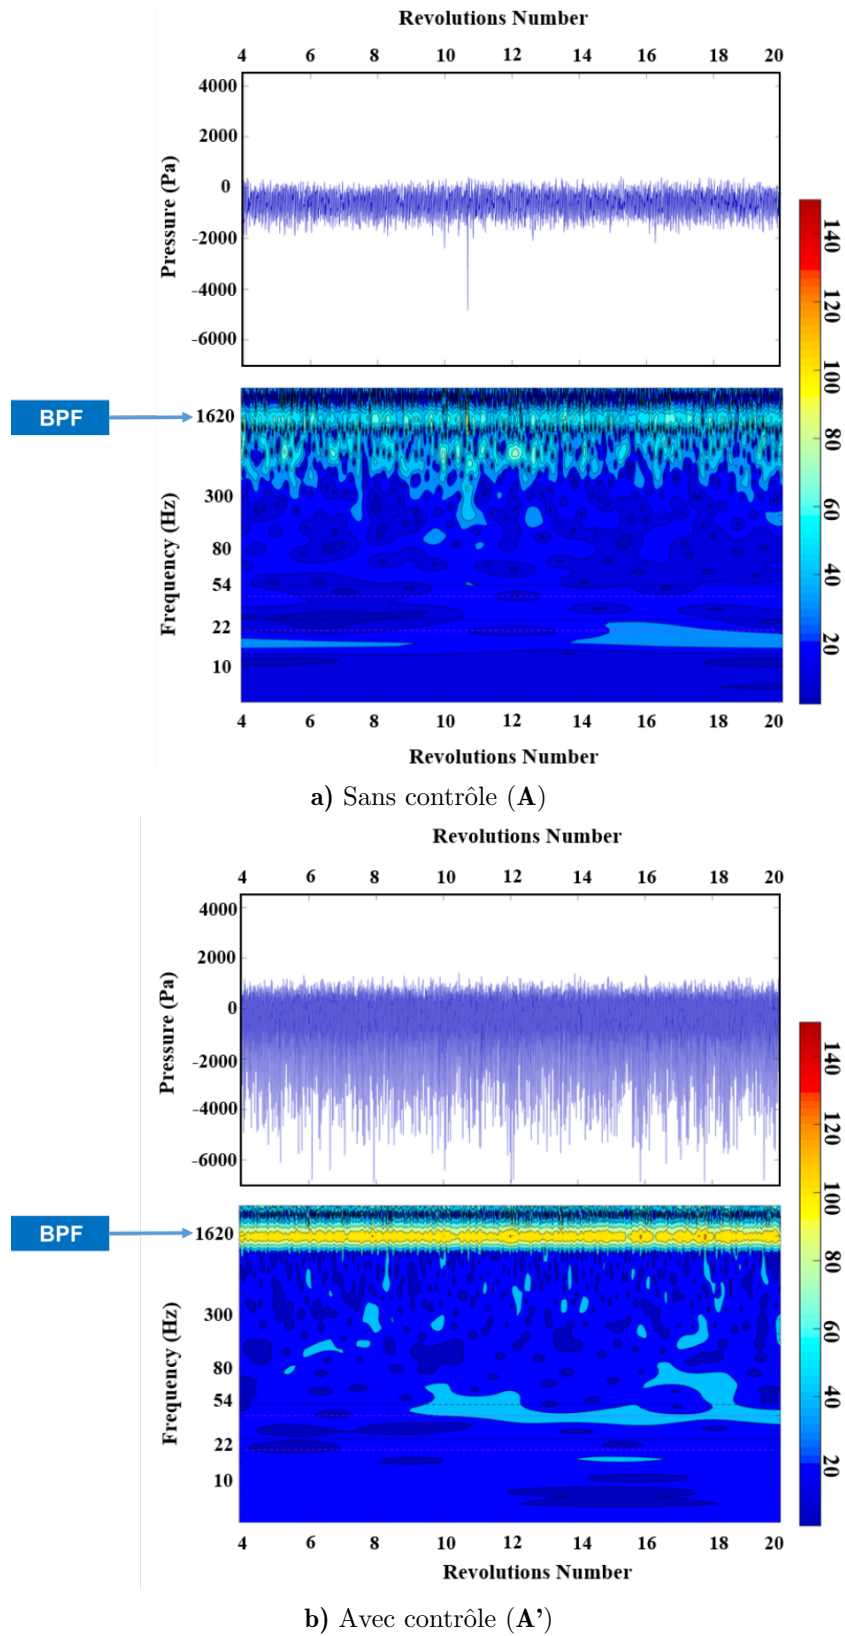 Revolutions Number
4 6 8 10 12 14 16 18 20
4000
2000
0
-2000
-4000
-6000
Pressure (Pa)
BPF
1620
300
80
54
22
10
Frequency (Hz)
140
120
100
80
60
40
20
4 6 8 10 12 14 16 18 20
Revolutions Number
a) Sans contrôle (A)
Revolutions Number
4 6 8 10 12 14 16 18 20
4000
2000
0
-2000
-4000
-6000
Pressure (Pa)
BPF
1620
300
80
54
22
10
Frequency (Hz)
140
120
100
80
60
40
20
4 6 8 10 12 14 16 18 20
Revolutions Number
b) Avec contrôle (A’)